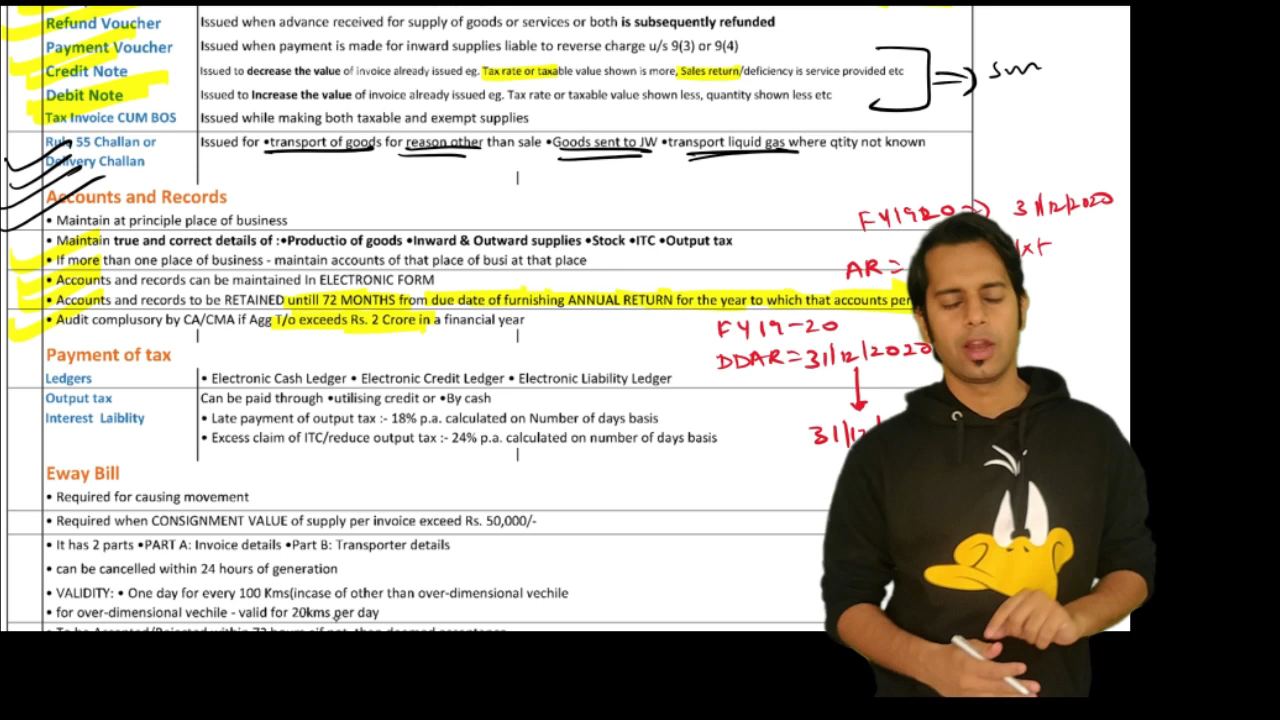 Refund Voucher Issued when advance received for supply of goods or services or both is subsequently refunded
Payment Voucher Issued when payment is made for inward supplies liable to reverse charge u/s 9(3) or 9(4)
Credit Note Issued to decrease the value of invoice already issued eg. Tax rate or taxable value shown is more, Sales return/deficiency is service provided etc
Debit Note Issued to Increase the value of invoice already issued eg. Tax rate or taxable value shown less, quantity shown less etc
Tax Invoice CUM BOS Issued while making both taxable and exempt supplies
Rule 55 Challan or Issued for •transport of goods for reason other than sale •Goods sent to JW •transport liquid gas where qtity not known
Delivery Challan
Accounts and Records
• Maintain at principle place of business
FY1920 31/12/2020
• Maintain true and correct details of :•Productio of goods •Inward & Outward supplies •Stock •ITC •Output tax
• If more than one place of business - maintain accounts of that place of busi at that place
AR =
• Accounts and records can be maintained In ELECTRONIC FORM
• Accounts and records to be RETAINED untill 72 MONTHS from due date of furnishing ANNUAL RETURN for the year to which that accounts per
• Audit complusory by CA/CMA if Agg T/o exceeds Rs. 2 Crore in a financial year
FY19-20
DDAR = 31/12/2020
Payment of tax
Ledgers • Electronic Cash Ledger • Electronic Credit Ledger • Electronic Liability Ledger
Output tax Can be paid through •utilising credit or •By cash
Interest Laiblity • Late payment of output tax :- 18% p.a. calculated on Number of days basis
• Excess claim of ITC/reduce output tax :- 24% p.a. calculated on number of days basis
31/12/
Eway Bill
• Required for causing movement
• Required when CONSIGNMENT VALUE of supply per invoice exceed Rs. 50,000/-
• It has 2 parts •PART A: Invoice details •Part B: Transporter details
• can be cancelled within 24 hours of generation
• VALIDITY: • One day for every 100 Kms(incase of other than over-dimensional vechile
• for over-dimensional vechile - valid for 20kms per day